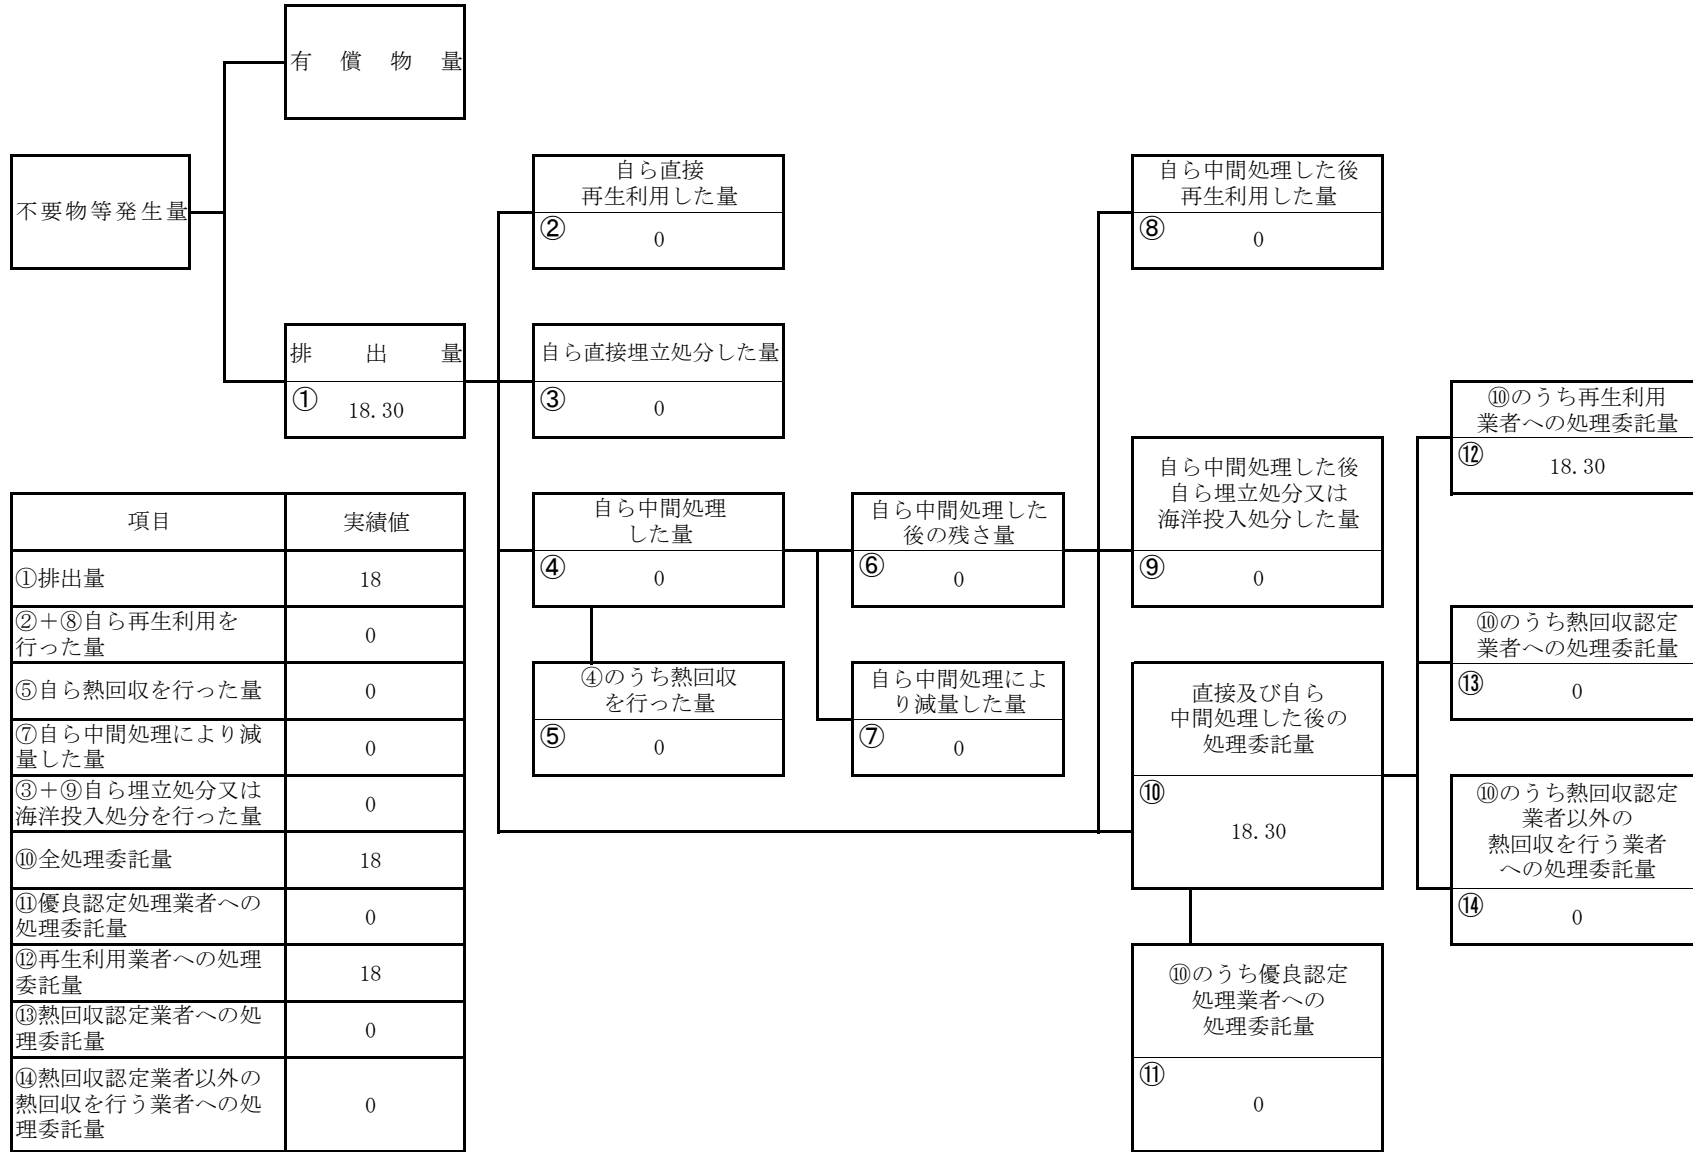 有償物量
不要物等発生量
排出量
①
18.30
自ら直接
再生利用した量
②
0
自ら直接埋立処分した量
③
0
自ら中間処理
した量
④
0
④のうち熱回収
を行った量
⑤
0
自ら中間処理した
後の残さ量
⑥
0
自ら中間処理によ
り減量した量
⑦
0
自ら中間処理した後
再生利用した量
⑧
0
自ら中間処理した後
自ら埋立処分又は
海洋投入処分した量
⑨
0
直接及び自ら
中間処理した後の
処理委託量
⑩
18.30
⑩のうち優良認定
処理業者への
処理委託量
⑪
0
⑩のうち再生利用
業者への処理委託量
⑫
18.30
⑩のうち熱回収認定
業者への処理委託量
⑬
0
⑩のうち熱回収認定
業者以外の
熱回収を行う業者
への処理委託量
⑭
0
項目 実績値
①排出量 18
②＋⑧自ら再生利用を
行った量 0
⑤自ら熱回収を行った量 0
⑦自ら中間処理により減
量した量 0
③＋⑨自ら埋立処分又は
海洋投入処分を行った量 0
⑩全処理委託量 18
⑪優良認定処理業者への
処理委託量 0
⑫再生利用業者への処理
委託量 18
⑬熱回収認定業者への処
理委託量 0
⑭熱回収認定業者以外の
熱回収を行う業者への処
理委託量 0